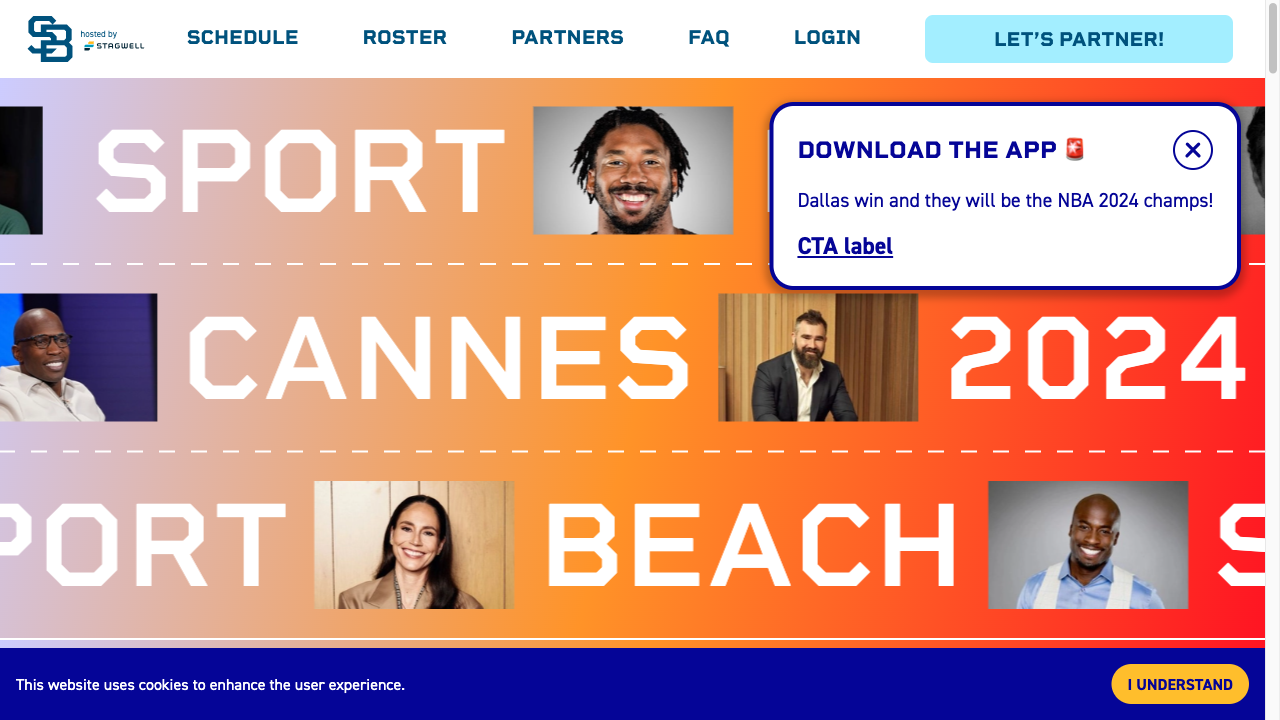 SB
hosted by
STAGWELL
SCHEDULE
ROSTER
PARTNERS
FAQ
LOGIN
LET’S PARTNER!
SPORT
DOWNLOAD THE APP 🚨
Dallas win and they will be the NBA 2024 champs!
CTA label
CANNES
2024
PORT
BEACH
S
This website uses cookies to enhance the user experience.
I UNDERSTAND